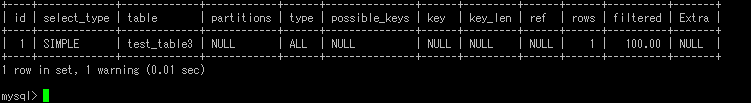 | id | select_type | table | partitions | type | possible_keys | key | key_len | ref | rows | filtered | Extra |
| 1 | SIMPLE | test_table3 | NULL | ALL | NULL | NULL | NULL | NULL | 1 | 100.00 | NULL |
1 row in set, 1 warning (0.01 sec)
mysql>